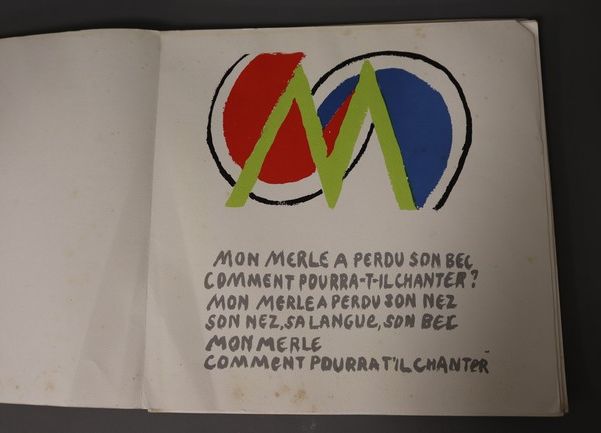 M
MON MERLE A PERDU SON BEC
COMMENT POURRA-T-IL CHANTER?
MON MERLE A PERDU SON NEZ
SON NEZ, SA LANGUE, SON BEC
MON MERLE
COMMENT POURRA T'IL CHANTER